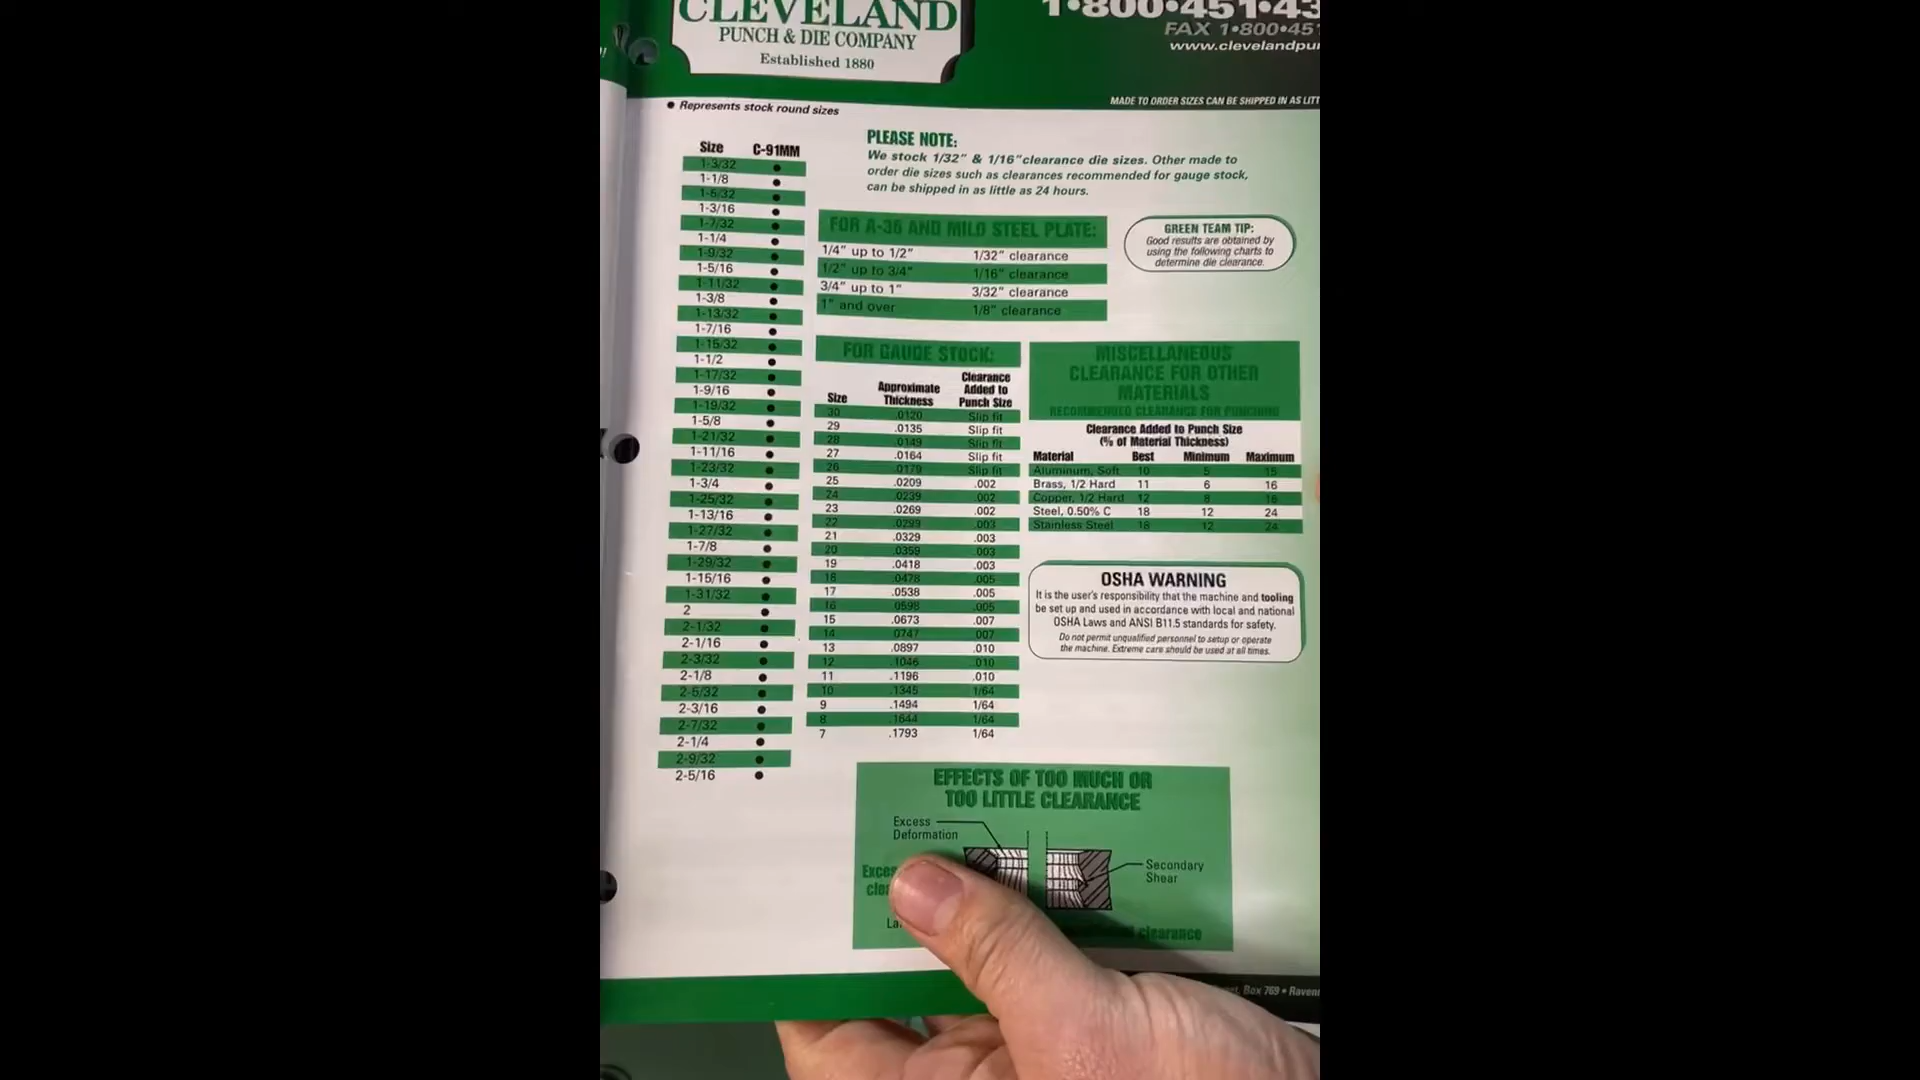 CLEVELAND
PUNCH & DIE COMPANY
Established 1880
1•800•451•43
FAX 1•800•45
www.clevelandpu
MADE TO ORDER SIZES CAN BE SHIPPED IN AS LITT
• Represents stock round sizes
Size C-91MM
1-3/32 •
1-1/8 •
1-5/32 •
1-3/16 •
1-7/32 •
1-1/4 •
1-9/32 •
1-5/16 •
1-11/32 •
1-3/8 •
1-13/32 •
1-7/16 •
1-15/32 •
1-1/2 •
1-17/32 •
1-9/16 •
1-19/32 •
1-5/8 •
1-21/32 •
1-11/16 •
1-23/32 •
1-3/4 •
1-25/32 •
1-13/16 •
1-27/32 •
1-7/8 •
1-29/32 •
1-15/16 •
1-31/32 •
2 •
2-1/32 •
2-1/16 •
2-3/32 •
2-1/8 •
2-5/32 •
2-3/16 •
2-7/32 •
2-1/4 •
2-9/32 •
2-5/16 •
PLEASE NOTE:
We stock 1/32" & 1/16" clearance die sizes. Other made to
order die sizes such as clearances recommended for gauge stock,
can be shipped in as little as 24 hours.
FOR A-36 AND MILD STEEL PLATE:
1/4" up to 1/2" 1/32" clearance
1/2" up to 3/4" 1/16" clearance
3/4" up to 1" 3/32" clearance
1" and over 1/8" clearance
GREEN TEAM TIP:
Good results are obtained by
using the following charts to
determine die clearance.
FOR GAUGE STOCK:
Size Approximate Thickness Clearance Added to Punch Size
30 .0120 Slip fit
29 .0135 Slip fit
28 .0149 Slip fit
27 .0164 Slip fit
26 .0179 Slip fit
25 .0209 .002
24 .0239 .002
23 .0269 .002
22 .0299 .003
21 .0329 .003
20 .0359 .003
19 .0418 .003
18 .0478 .005
17 .0538 .005
16 .0598 .005
15 .0673 .007
14 .0747 .007
13 .0897 .010
12 .1046 .010
11 .1196 .010
10 .1345 1/64
9 .1494 1/64
8 .1644 1/64
7 .1793 1/64
MISCELLANEOUS
CLEARANCE FOR OTHER
MATERIALS
RECOMMENDED CLEARANCE FOR PUNCHING
Clearance Added to Punch Size
(% of Material Thickness)
Material Best Minimum Maximum
Aluminum, Soft 10 5 15
Brass, 1/2 Hard 11 6 16
Copper, 1/2 Hard 12 8 16
Steel, 0.50% C 18 12 24
Stainless Steel 18 12 24
OSHA WARNING
It is the user's responsibility that the machine and tooling
be set up and used in accordance with local and national
OSHA Laws and ANSI B11.5 standards for safety.
Do not permit unqualified personnel to setup or operate
the machine. Extreme care should be used at all times.
EFFECTS OF TOO MUCH OR
TOO LITTLE CLEARANCE
Excess
Deformation
Secondary
Shear
Exces
cle
La
clearance
Box 769 • Raven